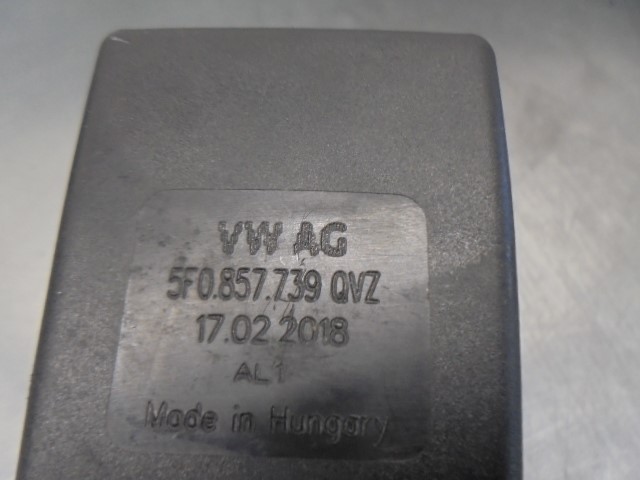 VW AG
5F0.857.739 QVZ
17.02 2018
AL1
Made in Hungary